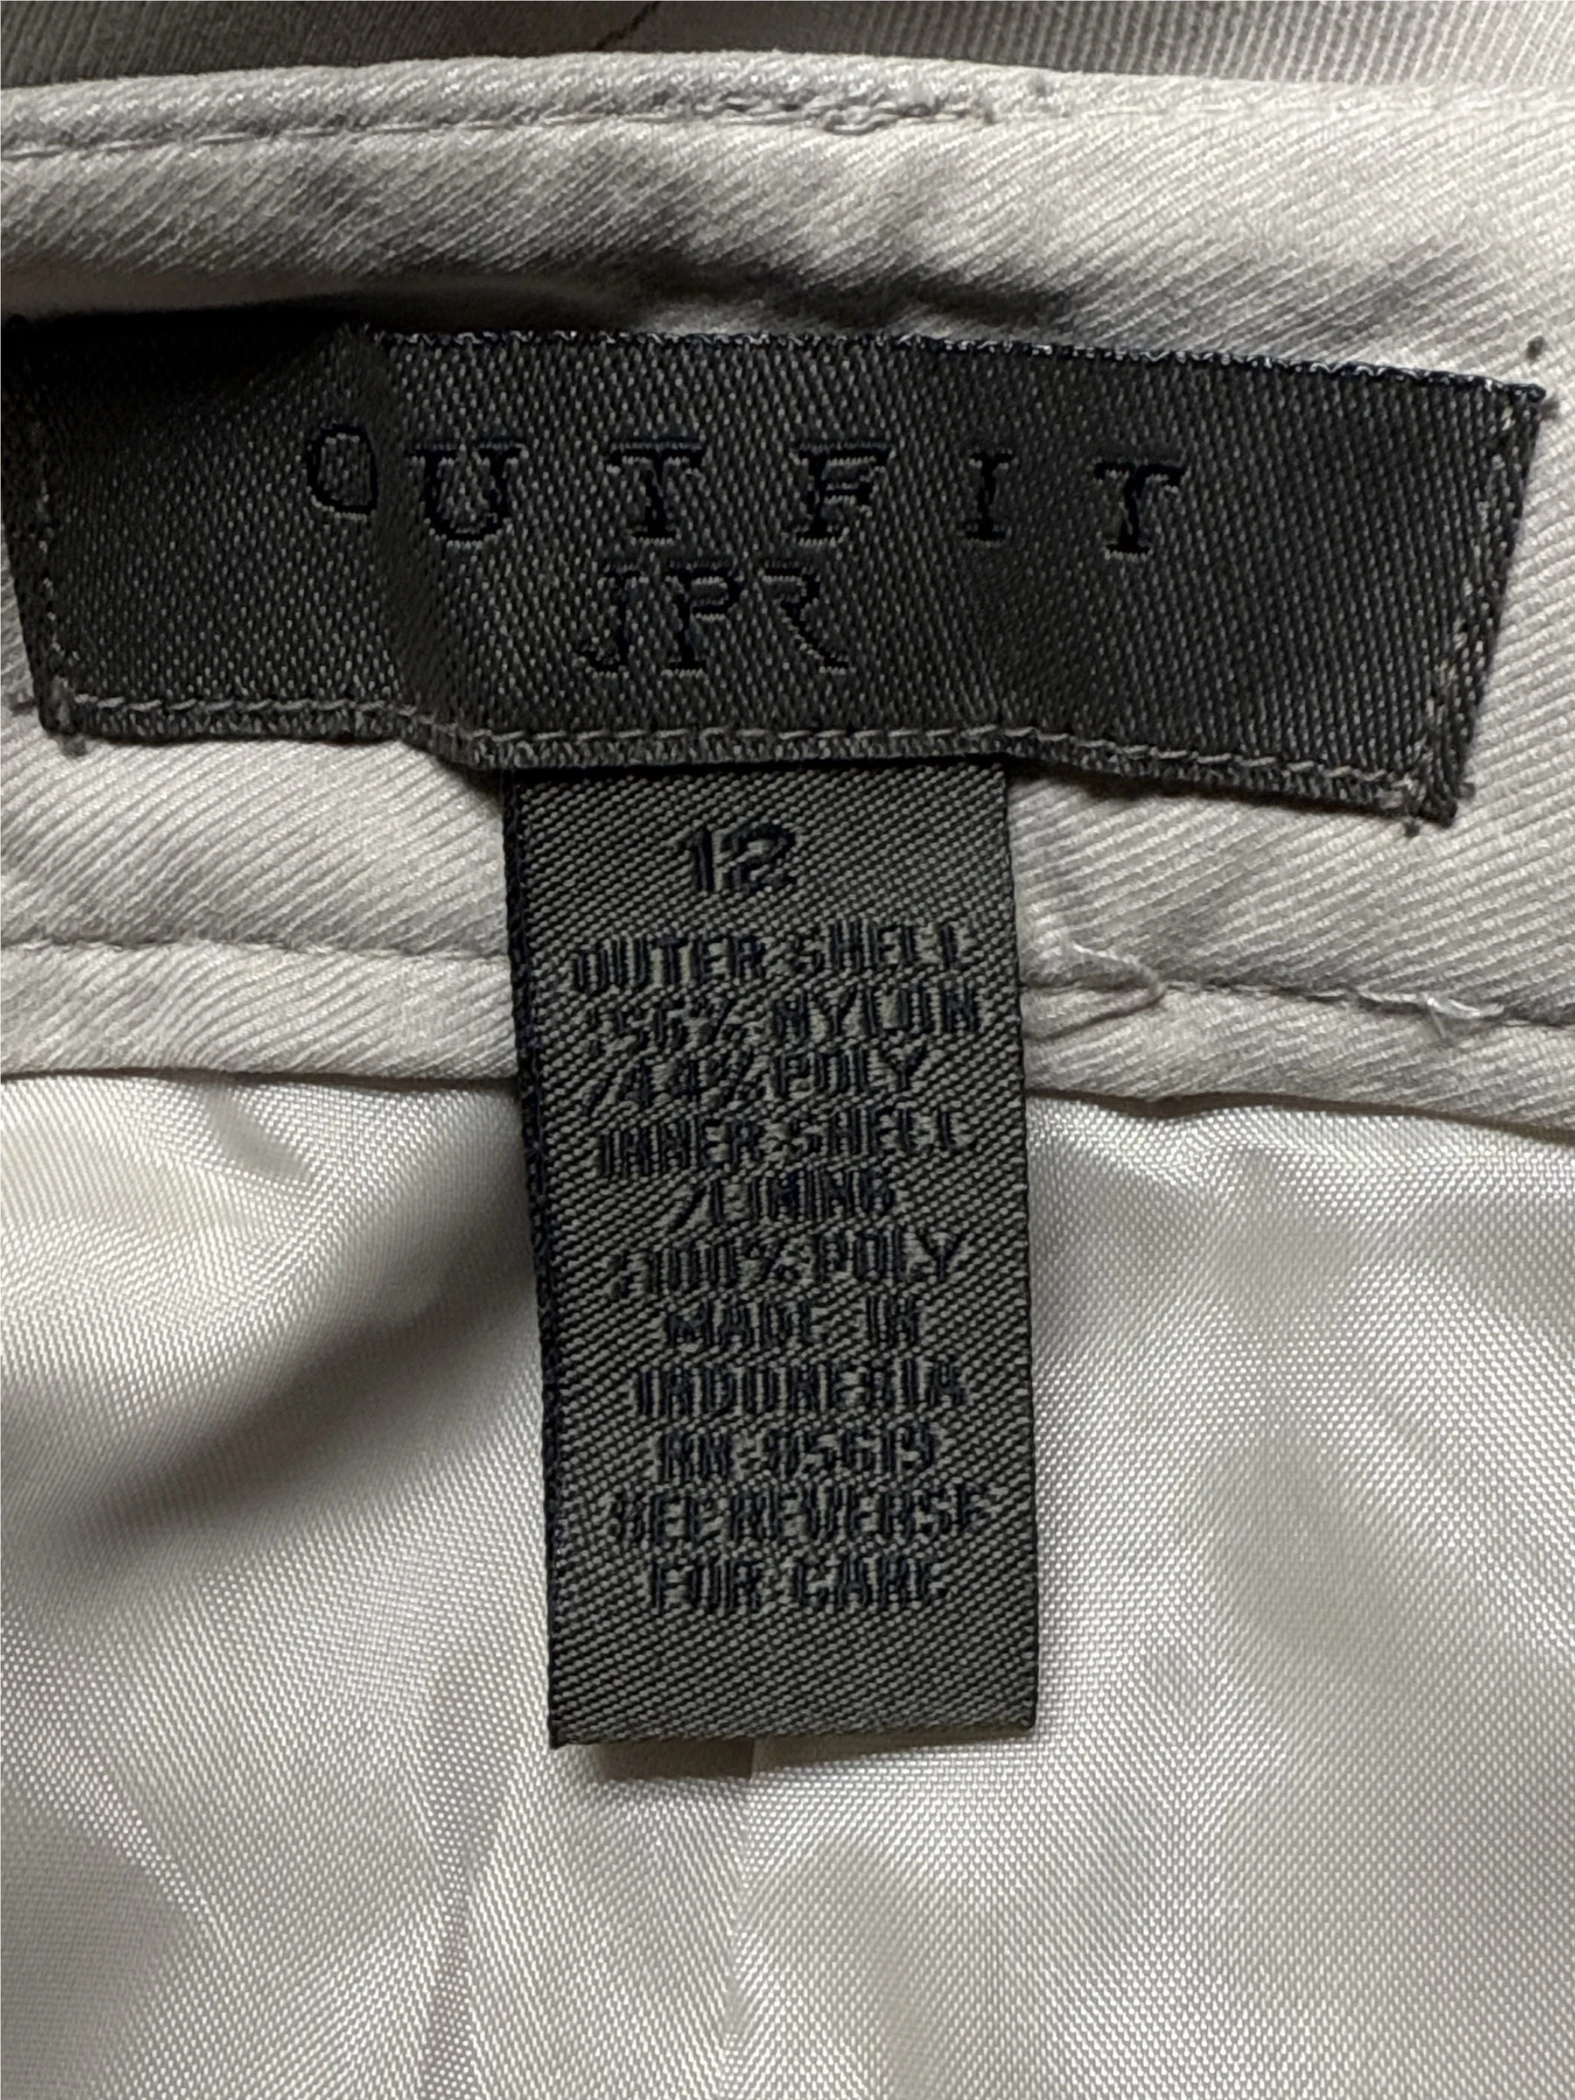 OUTFIT
JPR
12
OUTER SHELL
56% NYLON
/44% POLY
INNER SHELL
/LINING
/100% POLY
MADE IN
INDONESIA
RN 95619
SEE REVERSE
FOR CARE